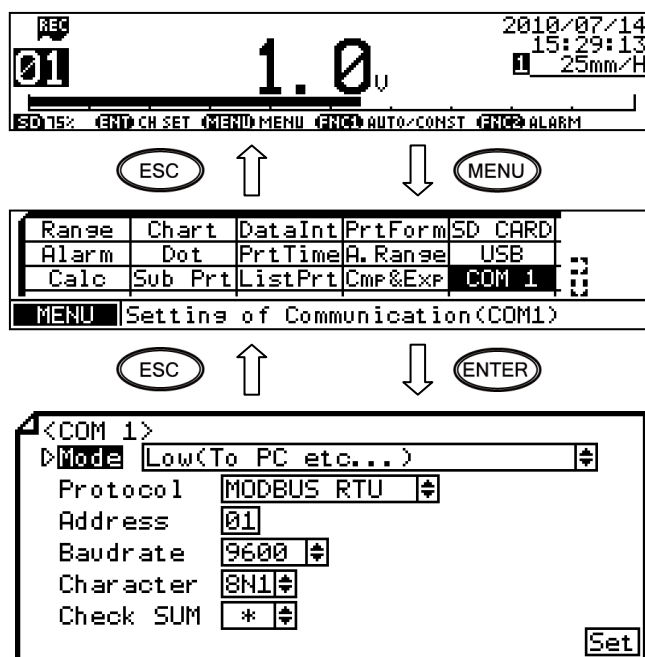 REC
2010/07/14
15:29:13
01
1.0V
1 25mm/H
SD 75% ENT CH SET MENU MENU FNC1 AUTO/CONST FNC2 ALARM
ESC
MENU
Range Chart DataInt PrtForm SD CARD
Alarm Dot PrtTime A.Range USB
Calc Sub Prt ListPrt Cmp&Exp COM 1
MENU Setting of Communication(COM1)
ESC
ENTER
<COM 1>
Mode Low(To PC etc...)
Protocol MODBUS RTU
Address 01
Baudrate 9600
Character 8N1
Check SUM *
Set